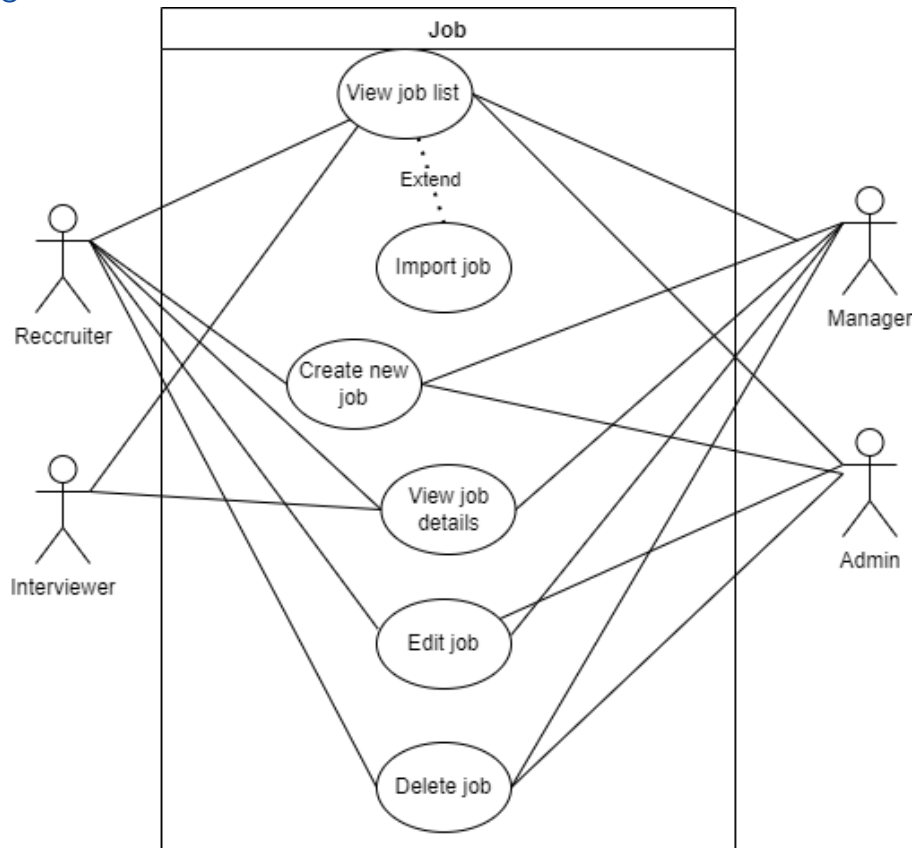 Job
View job list
Extend
Import job
Reccruiter
Manager
Create new
job
View job
details
Interviewer
Admin
Edit job
Delete job